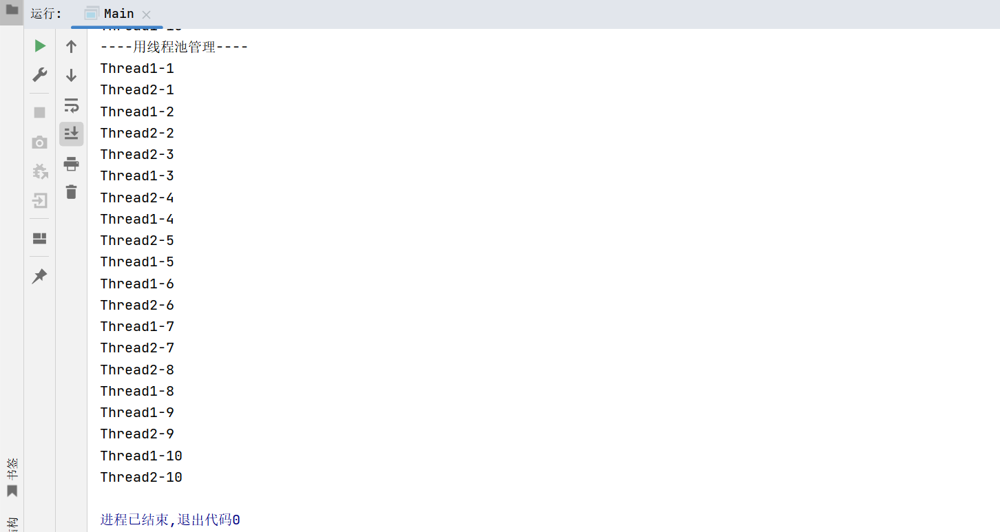 运行: Main
----用线程池管理----
Thread1-1
Thread2-1
Thread1-2
Thread2-2
Thread2-3
Thread1-3
Thread2-4
Thread1-4
Thread2-5
Thread1-5
Thread1-6
Thread2-6
Thread1-7
Thread2-7
Thread2-8
Thread1-8
Thread1-9
Thread2-9
Thread1-10
Thread2-10
进程已结束,退出代码0
书签